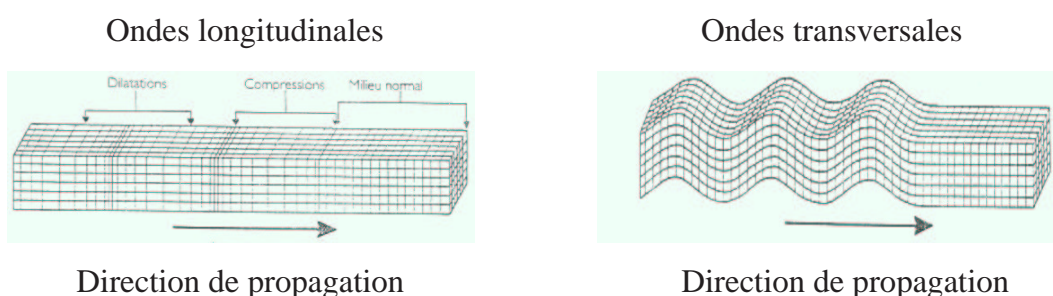 Ondes longitudinales
Ondes transversales
Dilatations
Compressions
Milieu normal
Direction de propagation
Direction de propagation